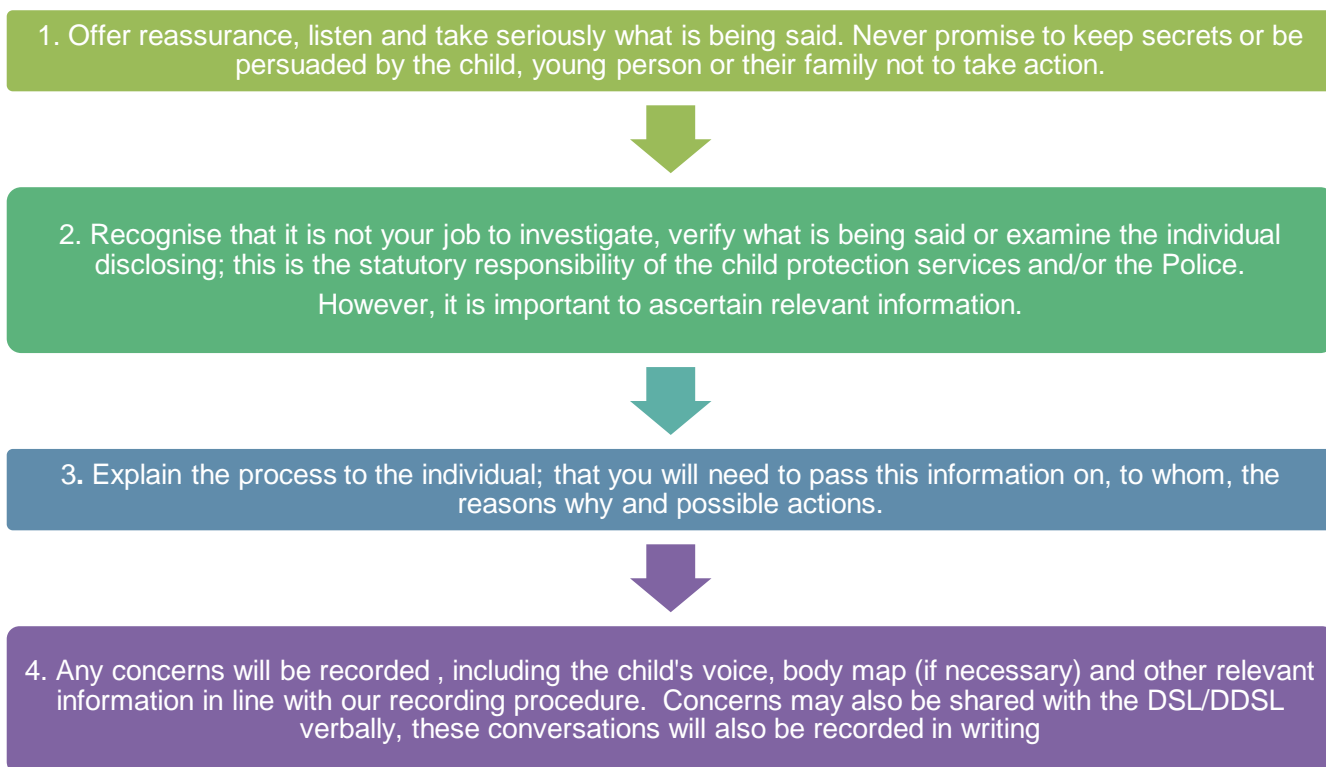 1. Offer reassurance, listen and take seriously what is being said. Never promise to keep secrets or be
persuaded by the child, young person or their family not to take action.
2. Recognise that it is not your job to investigate, verify what is being said or examine the individual
disclosing; this is the statutory responsibility of the child protection services and/or the Police.
However, it is important to ascertain relevant information.
3. Explain the process to the individual; that you will need to pass this information on, to whom, the
reasons why and possible actions.
4. Any concerns will be recorded , including the child's voice, body map (if necessary) and other relevant
information in line with our recording procedure. Concerns may also be shared with the DSL/DDSL
verbally, these conversations will also be recorded in writing